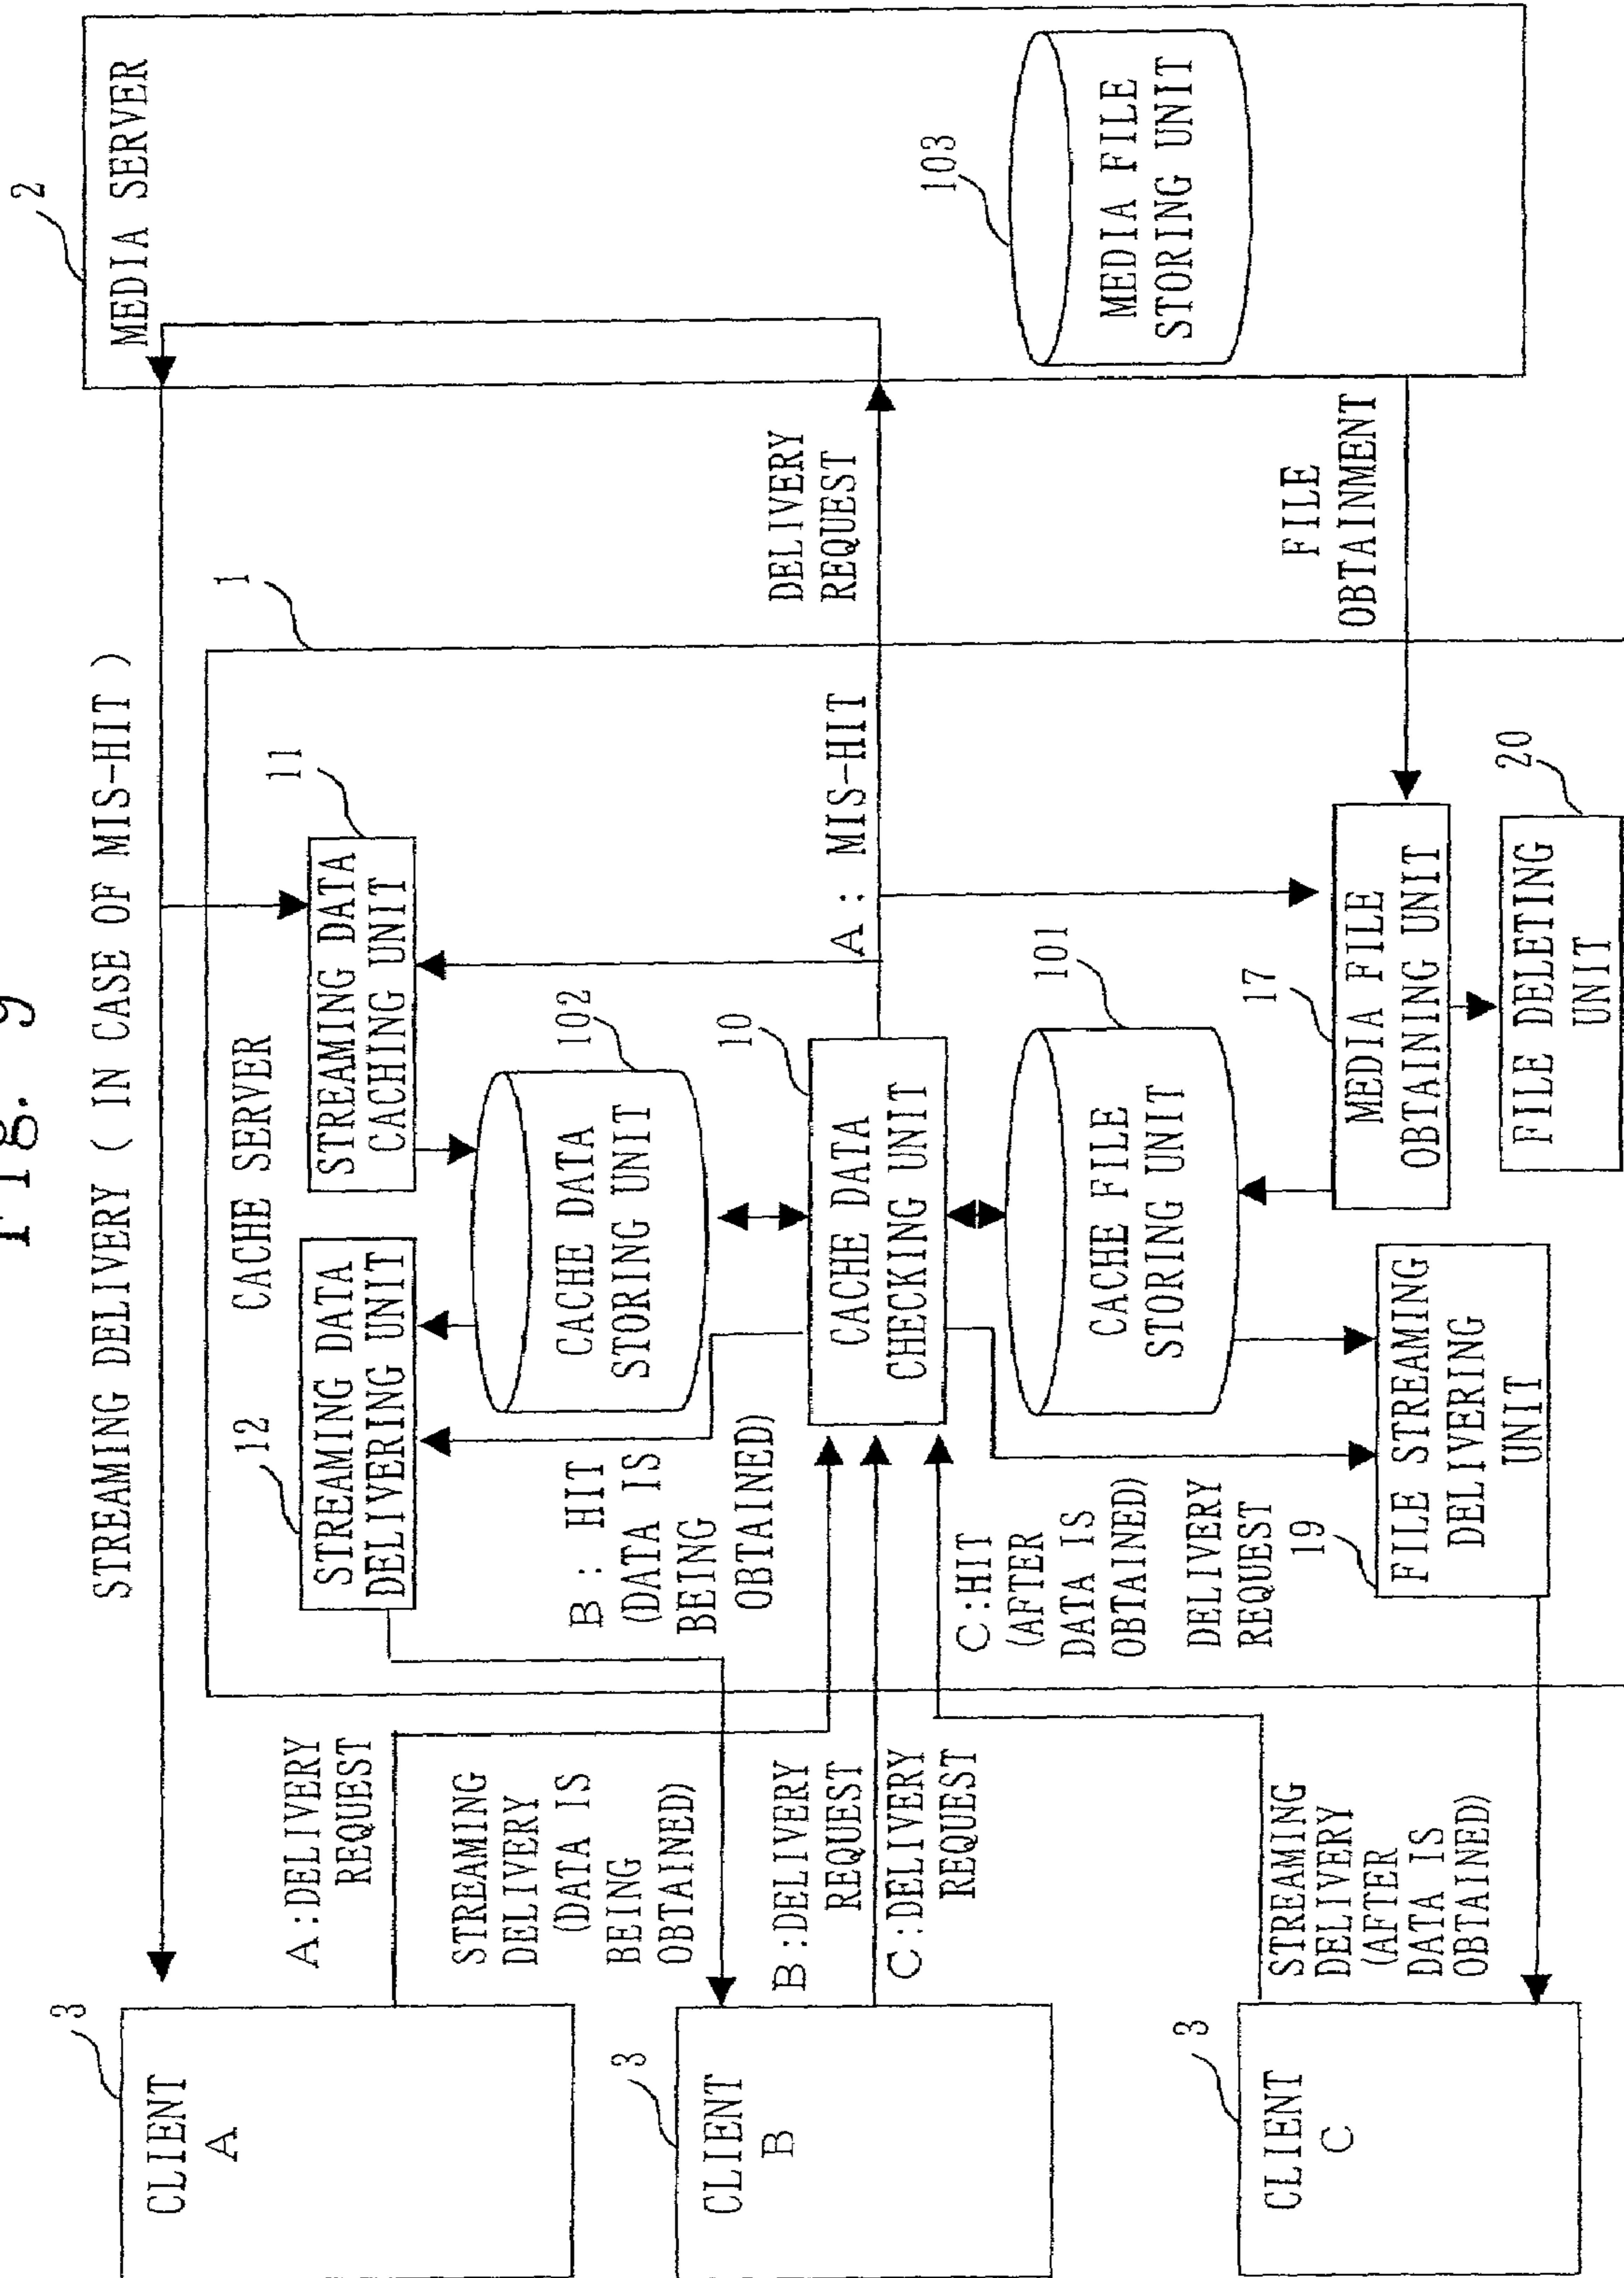 Fig. 9
STREAMING DELIVERY ( IN CASE OF MIS-HIT )
2
MEDIA SERVER
103
MEDIA FILE
STORING UNIT
1
CACHE SERVER
11
STREAMING DATA
CACHING UNIT
12
STREAMING DATA
DELIVERING UNIT
102
CACHE DATA
STORING UNIT
10
CACHE DATA
CHECKING UNIT
101
CACHE FILE
STORING UNIT
17
MEDIA FILE
OBTAINING UNIT
20
FILE DELETING
UNIT
19
FILE STREAMING
DELIVERING
UNIT
A: MIS-HIT
DELIVERY
REQUEST
FILE
OBTAINMENT
B: HIT
(DATA IS
BEING
OBTAINED)
C:HIT
(AFTER
DATA IS
OBTAINED)
DELIVERY
REQUEST
A:DELIVERY
REQUEST
STREAMING
DELIVERY
(DATA IS
BEING
OBTAINED)
B:DELIVERY
REQUEST
C:DELIVERY
REQUEST
STREAMING
DELIVERY
(AFTER
DATA IS
OBTAINED)
3
CLIENT
A
3
CLIENT
B
3
CLIENT
C